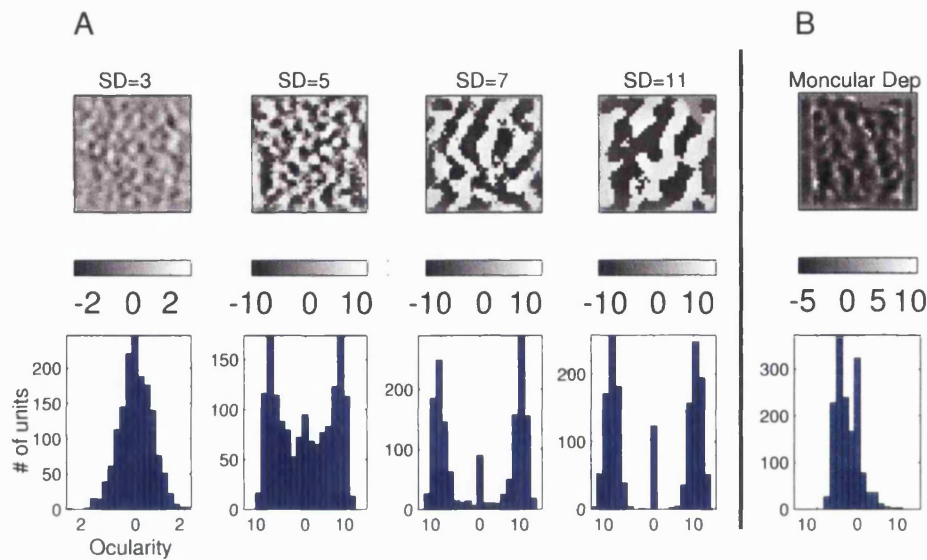 A B
SD=3 SD=5 SD=7 SD=11 Moncular Dep
-2 0 2 -10 0 10 -10 0 10 -10 0 10 -5 0 5 10
200 150 100 50 0
150 100 50 0
200 100 0
200 100 0
300 200 100 0
# of units
2 0 2 10 0 10 10 0 10 10 0 10 10 0 10
Ocularity